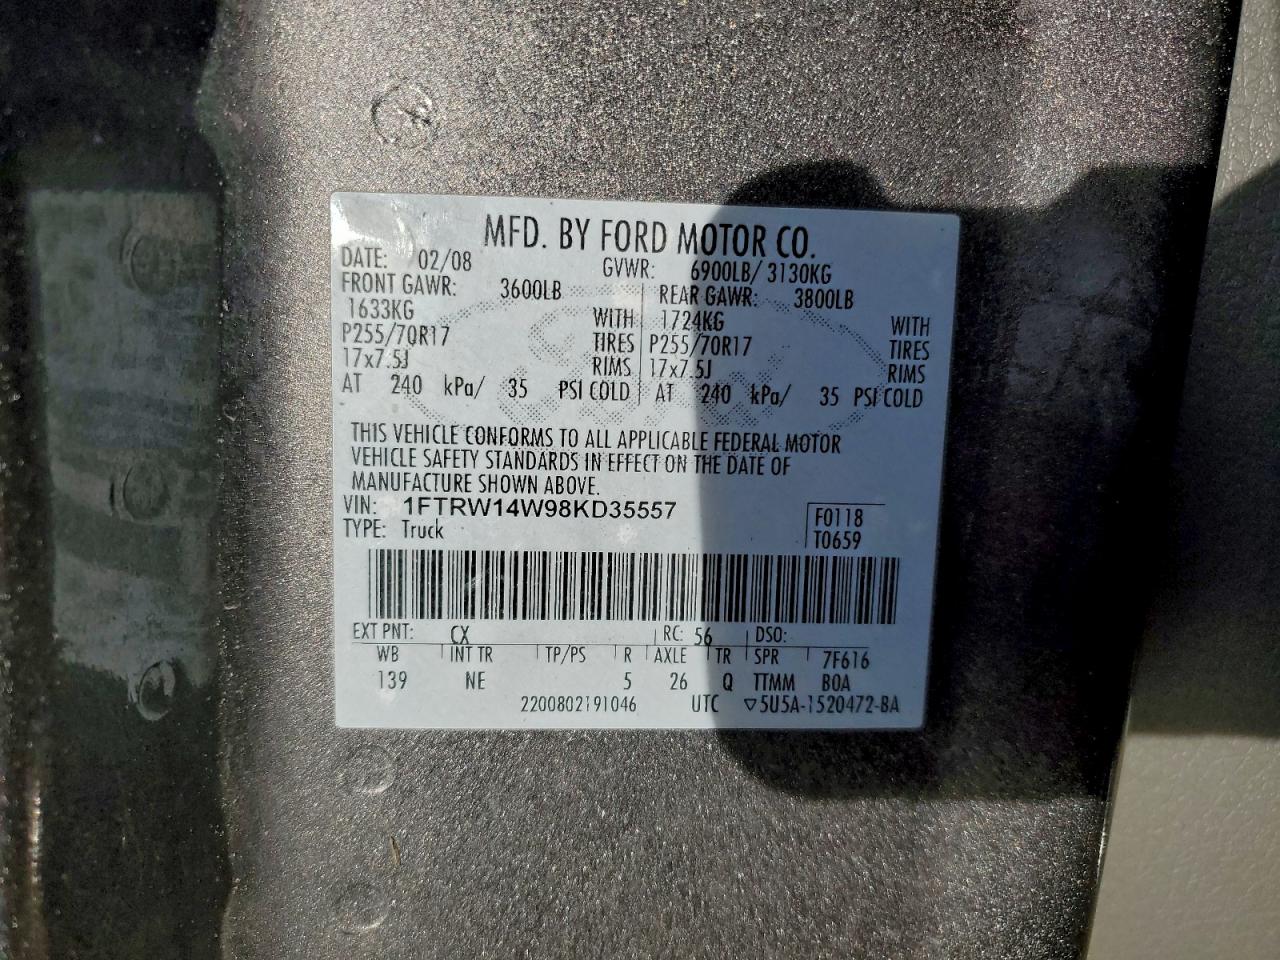 MFD. BY FORD MOTOR CO.
DATE: 02/08 GVWR: 6900LB/ 3130KG
FRONT GAWR: 3600LB REAR GAWR: 3800LB
1633KG WITH 1724KG WITH
P255/70R17 TIRES P255/70R17 TIRES
17x7.5J RIMS 17x7.5J RIMS
AT 240 kPa/ 35 PSI COLD AT 240 kPa/ 35 PSI COLD
THIS VEHICLE CONFORMS TO ALL APPLICABLE FEDERAL MOTOR
VEHICLE SAFETY STANDARDS IN EFFECT ON THE DATE OF
MANUFACTURE SHOWN ABOVE.
VIN: 1FTRW14W98KD35557 F0118
TYPE: Truck T0659
EXT PNT: CX RC: 56 DSO:
WB INT TR TP/PS R AXLE TR SPR 7F616
139 NE 5 26 Q TTMM BOA
2200802191046 UTC ▽5U5A-1520472-BA